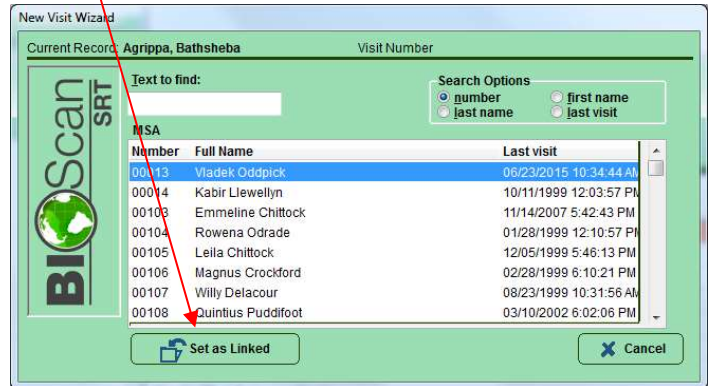 New Visit Wizard
Current Record: Agrippa, Bathsheba Visit Number
BIOScan SRT
Text to find:
Search Options
number first name
last name last visit
MSA
Number Full Name Last visit
00013 Vladek Oddpick 06/23/2015 10:34:44 AM
00014 Kabir Llewellyn 10/11/1999 12:03:57 PM
00103 Emmeline Chittock 11/14/2007 5:42:43 PM
00104 Rowena Odrade 01/28/1999 12:10:57 PM
00105 Leila Chittock 12/05/1999 5:46:13 PM
00106 Magnus Crockford 02/28/1999 6:10:21 PM
00107 Willy Delacour 08/23/1999 10:31:56 AM
00108 Quintius Puddifoot 03/10/2002 6:02:06 PM
Set as Linked Cancel